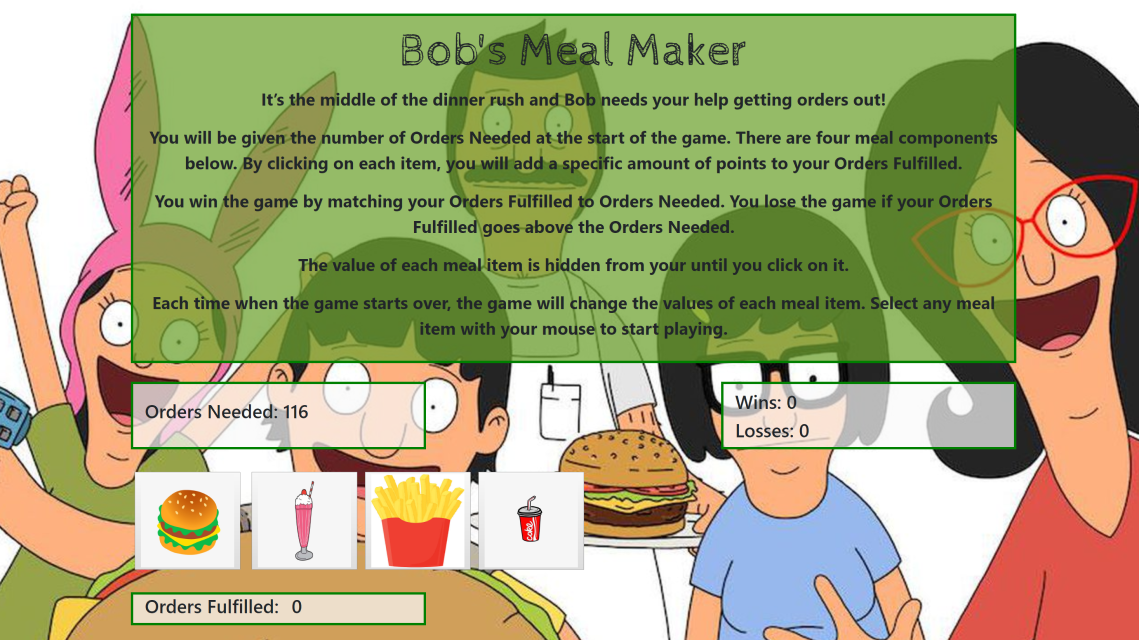 Bob's Meal Maker
It’s the middle of the dinner rush and Bob needs your help getting orders out!
You will be given the number of Orders Needed at the start of the game. There are four meal components
below. By clicking on each item, you will add a specific amount of points to your Orders Fulfilled.
You win the game by matching your Orders Fulfilled to Orders Needed. You lose the game if your Orders
Fulfilled goes above the Orders Needed.
The value of each meal item is hidden from your until you click on it.
Each time when the game starts over, the game will change the values of each meal item. Select any meal
item with your mouse to start playing.
Orders Needed: 116
Wins: 0
Losses: 0
coke
Orders Fulfilled: 0